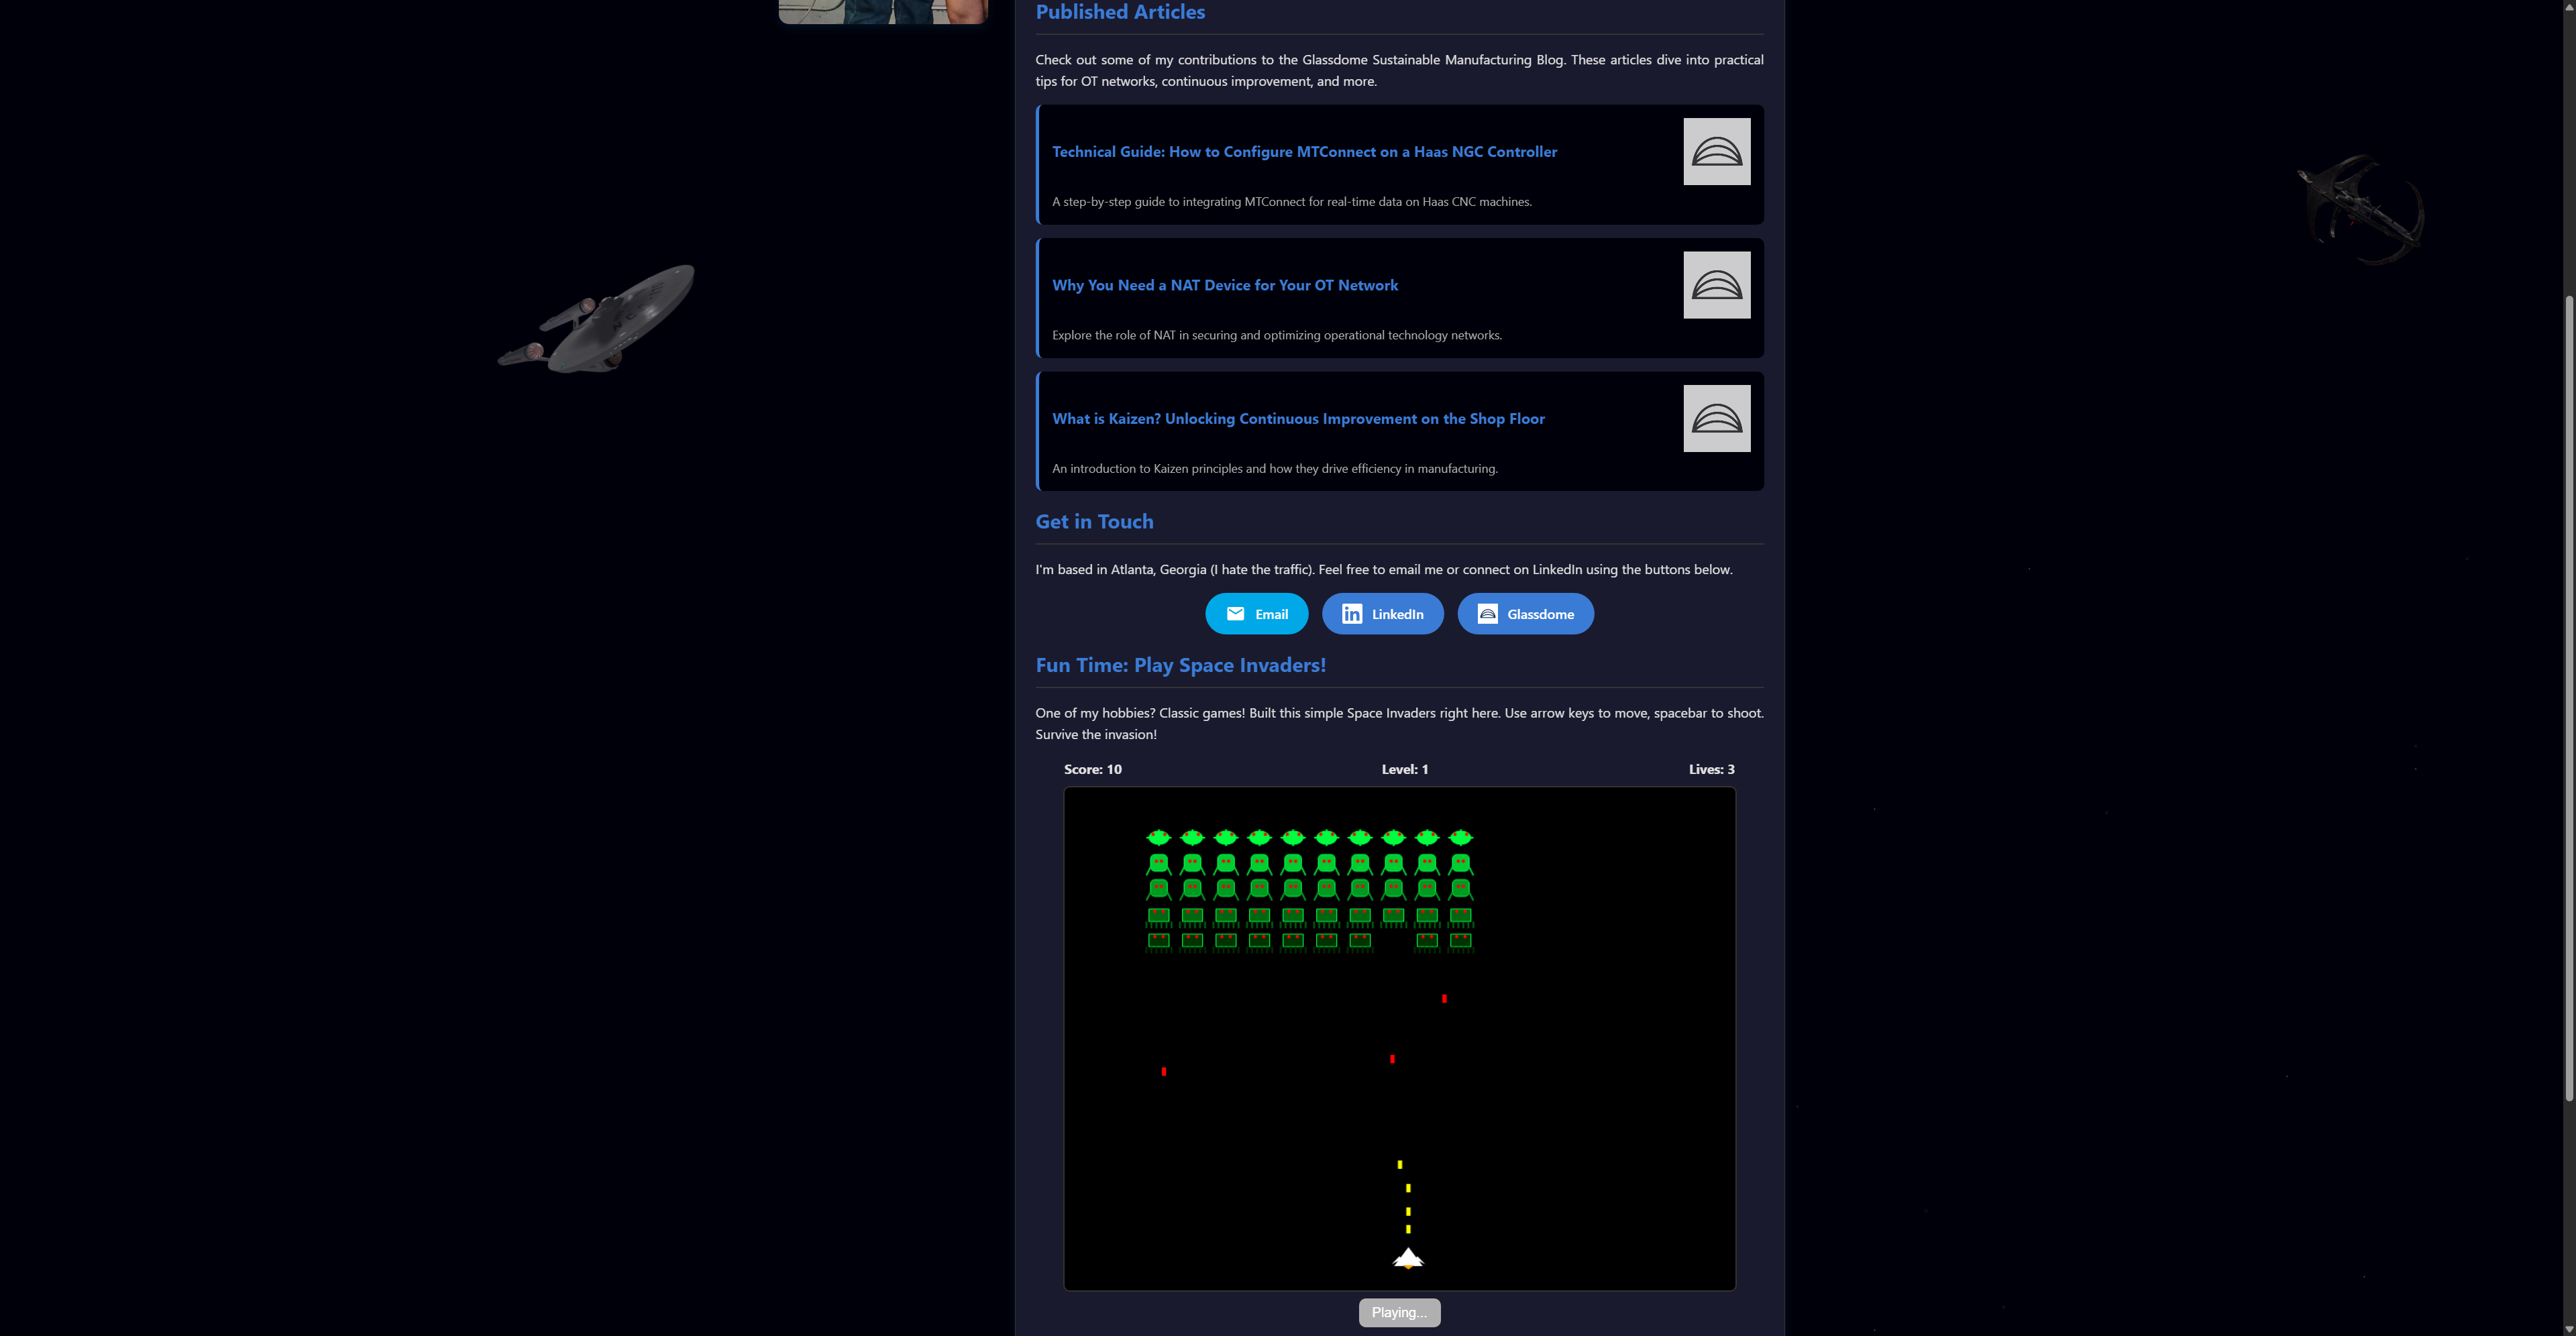 Published Articles
Check out some of my contributions to the Glassdome Sustainable Manufacturing Blog. These articles dive into practical
tips for OT networks, continuous improvement, and more.
Technical Guide: How to Configure MTConnect on a Haas NGC Controller
A step-by-step guide to integrating MTConnect for real-time data on Haas CNC machines.
Why You Need a NAT Device for Your OT Network
Explore the role of NAT in securing and optimizing operational technology networks.
What is Kaizen? Unlocking Continuous Improvement on the Shop Floor
An introduction to Kaizen principles and how they drive efficiency in manufacturing.
Get in Touch
I'm based in Atlanta, Georgia (I hate the traffic). Feel free to email me or connect on LinkedIn using the buttons below.
Email
in LinkedIn
Glassdome
Fun Time: Play Space Invaders!
One of my hobbies? Classic games! Built this simple Space Invaders right here. Use arrow keys to move, spacebar to shoot.
Survive the invasion!
Score: 10
Level: 1
Lives: 3
Playing...